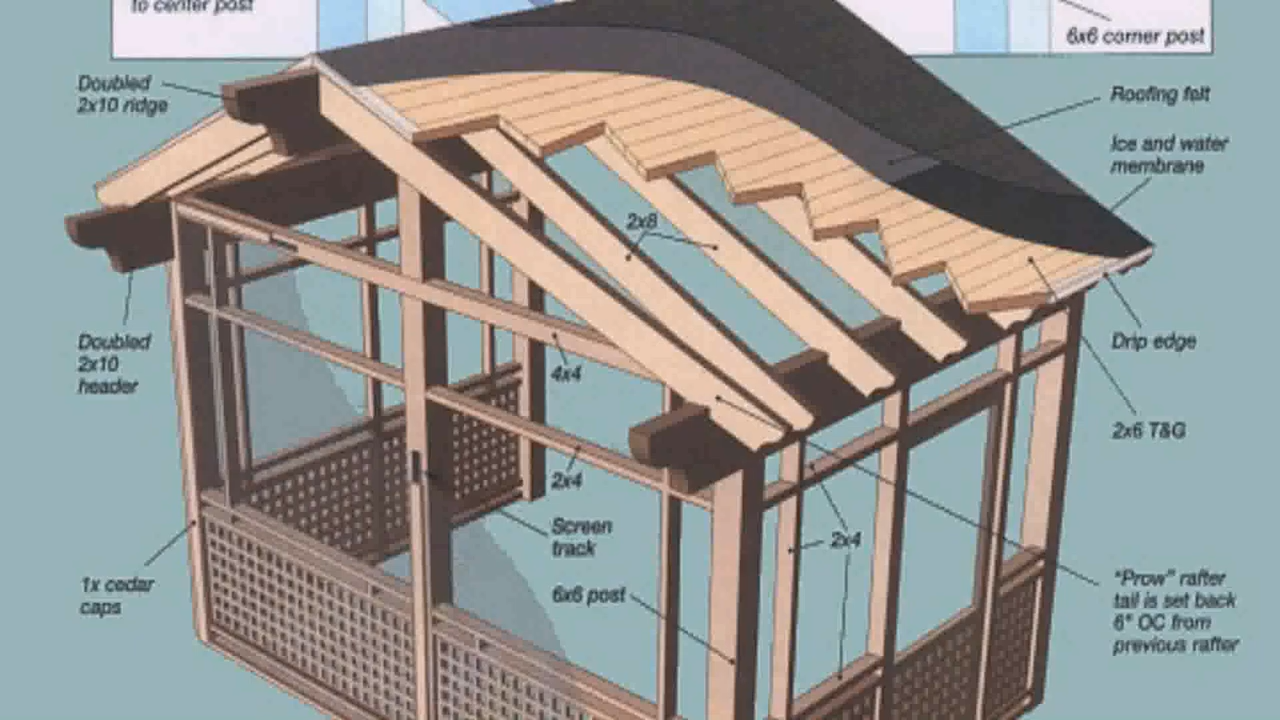 to center post
6x6 corner post
Doubled
2x10 ridge
Roofing felt
Ice and water
membrane
2x8
Doubled
2x10
header
4x4
Drip edge
2x6 T&G
2x4
Screen
track
2x4
1x cedar
caps
6x6 post
"Prow" rafter
tail is set back
6" OC from
previous rafter